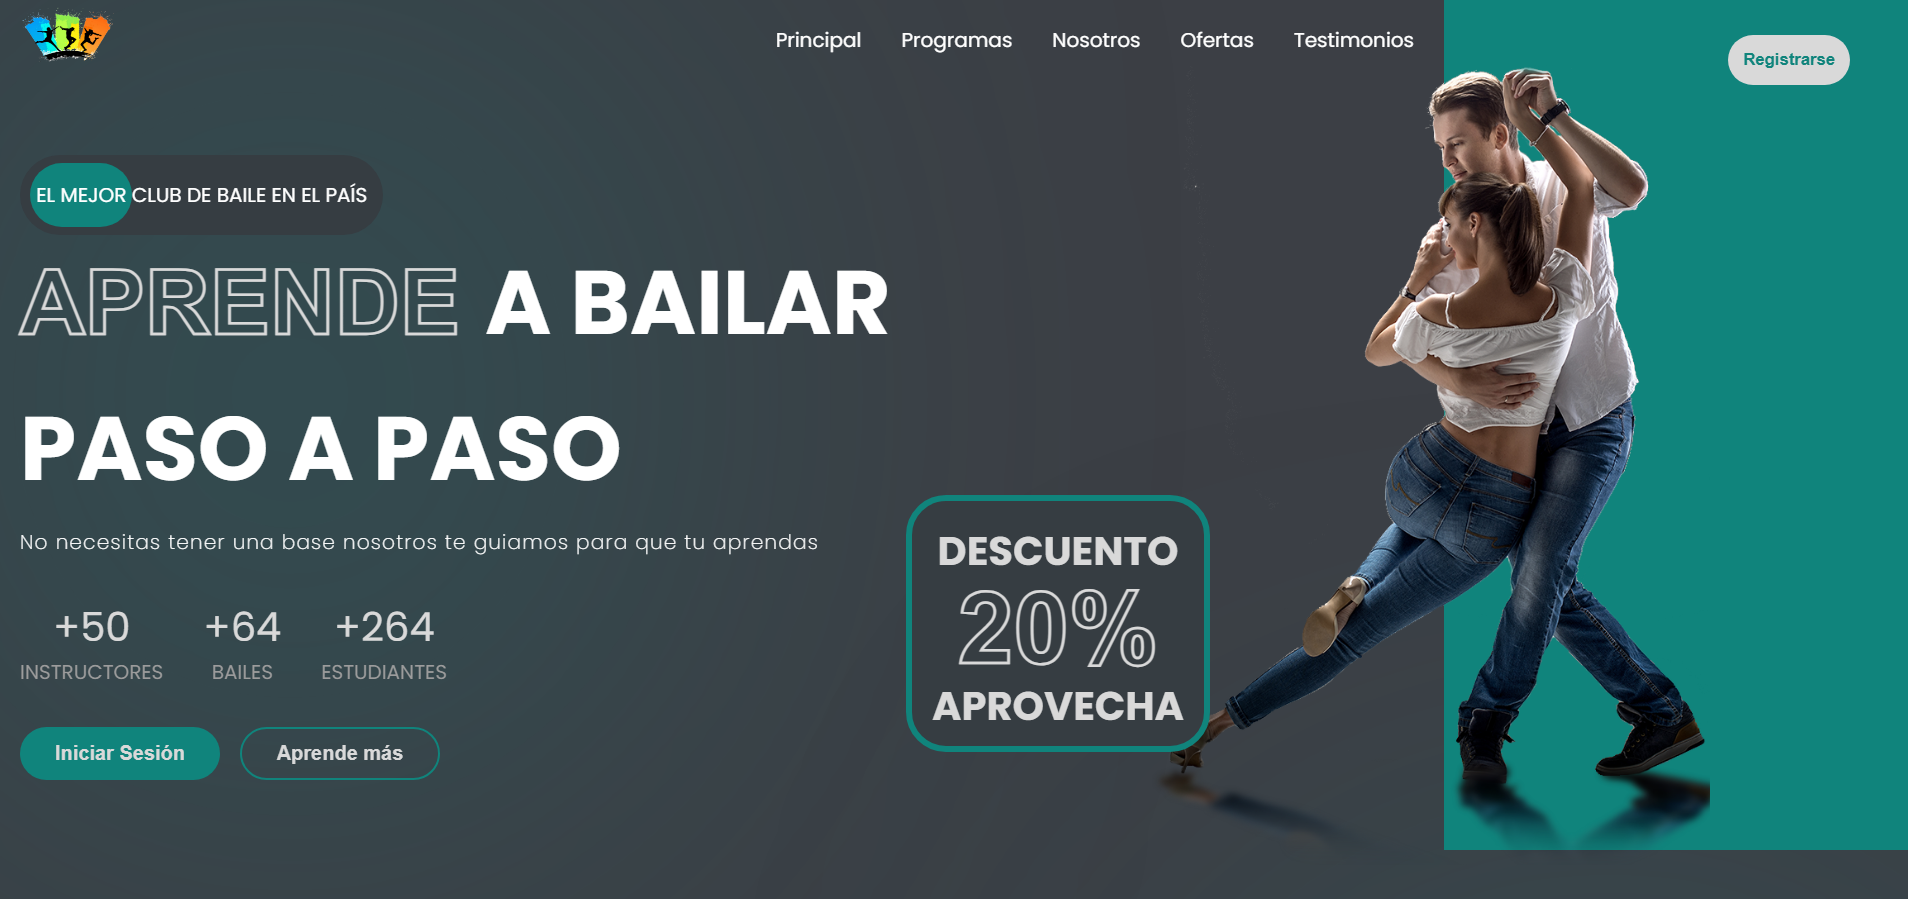 Principal Programas Nosotros Ofertas Testimonios
Registrarse
EL MEJOR CLUB DE BAILE EN EL PAÍS
APRENDE A BAILAR
PASO A PASO
No necesitas tener una base nosotros te guiamos para que tu aprendas
+50 +64 +264
INSTRUCTORES BAILES ESTUDIANTES
Iniciar Sesión Aprende más
DESCUENTO
20%
APROVECHA